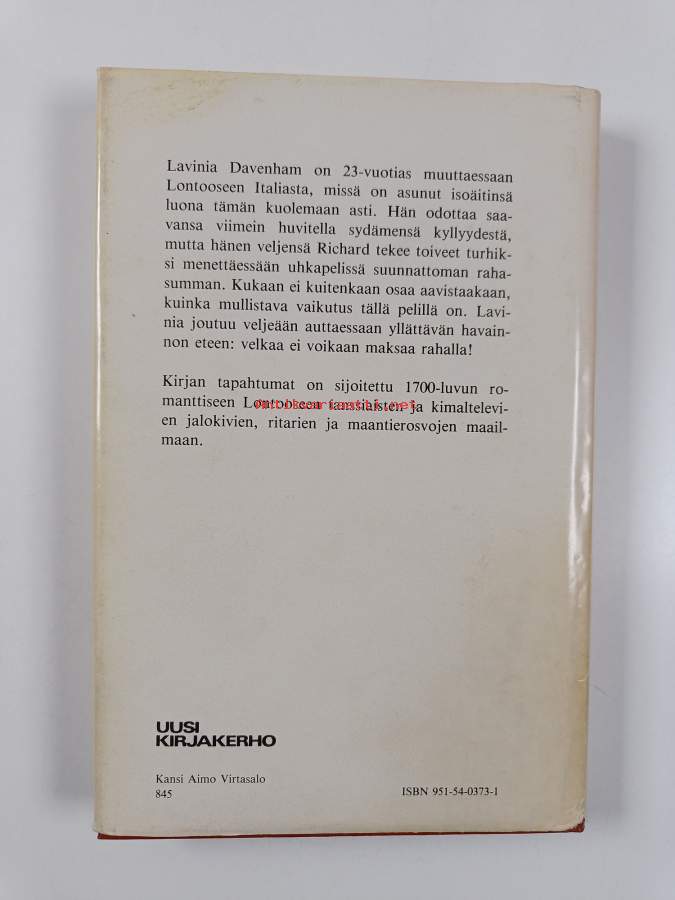 Lavinia Davenham on 23-vuotias muuttaessaan
Lontooseen Italiasta, missä on asunut isoäitinsä
luona tämän kuolemaan asti. Hän odottaa saa-
vansa viimein huvitella sydämensä kyllyydestä,
mutta hänen veljensä Richard tekee toiveet turhik-
si menettäessään uhkapelissä suunnattoman raha-
summan. Kukaan ei kuitenkaan osaa aavistaakaan,
kuinka mullistava vaikutus tällä pelillä on. Lavi-
nia joutuu veljeään auttaessaan yllättävän havain-
non eteen: velkaa ei voikaan maksaa rahalla!
Kirjan tapahtumat on sijoitettu 1700-luvun ro-
manttiseen Lontooseen tanssiaisten ja kimaltelevi-
en jalokivien, ritarien ja maantierosvojen maail-
maan.
antikvariaatti.net
UUSI
KIRJAKERHO
Kansi Aimo Virtasalo
845
ISBN 951-54-0373-1